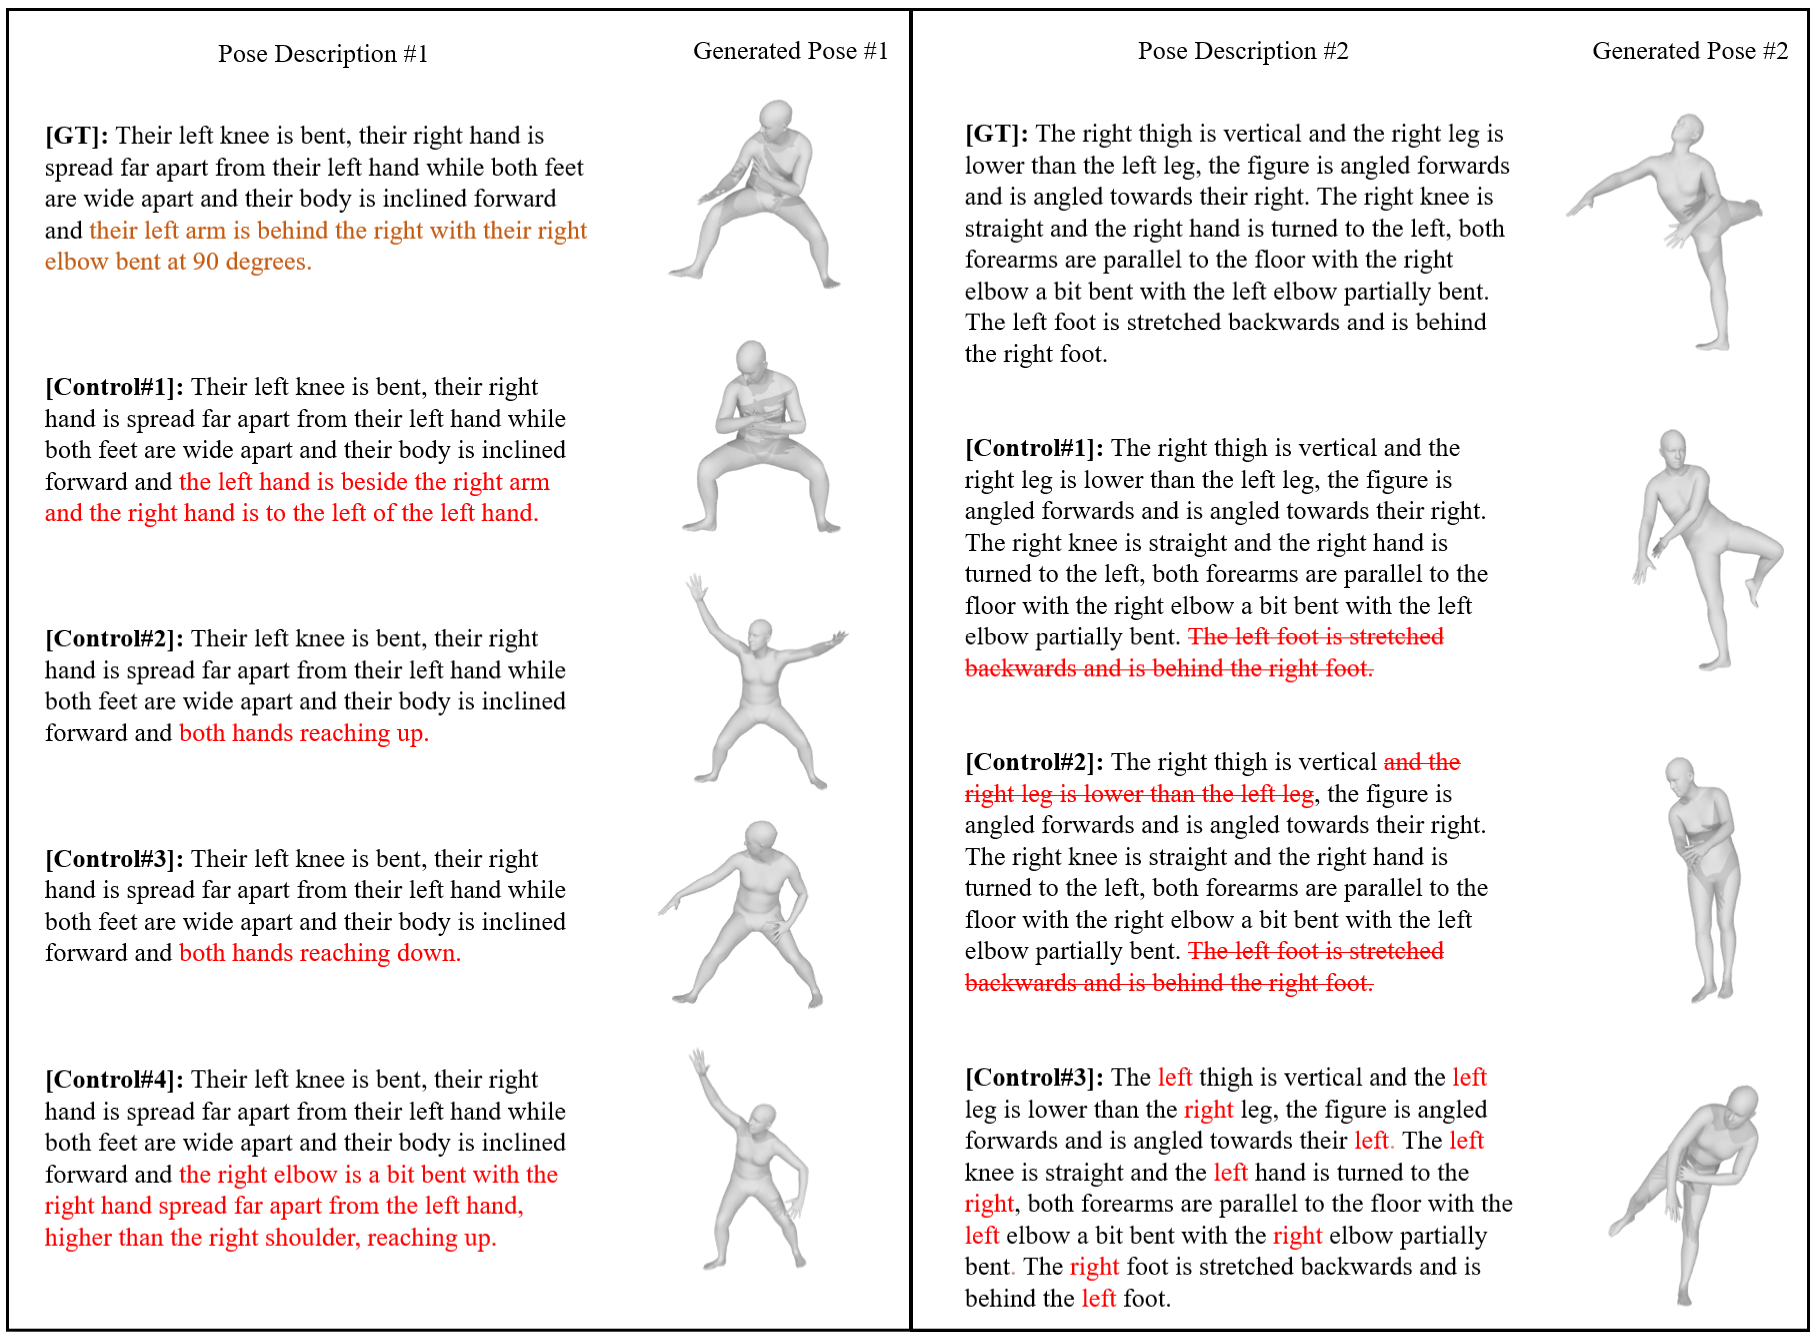 Pose Description #1
Generated Pose #1
[GT]: Their left knee is bent, their right hand is
spread far apart from their left hand while both feet
are wide apart and their body is inclined forward
and their left arm is behind the right with their right
elbow bent at 90 degrees.
[Control#1]: Their left knee is bent, their right
hand is spread far apart from their left hand while
both feet are wide apart and their body is inclined
forward and the left hand is beside the right arm
and the right hand is to the left of the left hand.
[Control#2]: Their left knee is bent, their right
hand is spread far apart from their left hand while
both feet are wide apart and their body is inclined
forward and both hands reaching up.
[Control#3]: Their left knee is bent, their right
hand is spread far apart from their left hand while
both feet are wide apart and their body is inclined
forward and both hands reaching down.
[Control#4]: Their left knee is bent, their right
hand is spread far apart from their left hand while
both feet are wide apart and their body is inclined
forward and the right elbow is a bit bent with the
right hand spread far apart from the left hand,
higher than the right shoulder, reaching up.
Pose Description #2
Generated Pose #2
[GT]: The right thigh is vertical and the right leg is
lower than the left leg, the figure is angled forwards
and is angled towards their right. The right knee is
straight and the right hand is turned to the left, both
forearms are parallel to the floor with the right
elbow a bit bent with the left elbow partially bent.
The left foot is stretched backwards and is behind
the right foot.
[Control#1]: The right thigh is vertical and the
right leg is lower than the left leg, the figure is
angled forwards and is angled towards their right.
The right knee is straight and the right hand is
turned to the left, both forearms are parallel to the
floor with the right elbow a bit bent with the left
elbow partially bent. The left foot is stretched
backwards and is behind the right foot.
[Control#2]: The right thigh is vertical and the
right leg is lower than the left leg, the figure is
angled forwards and is angled towards their right.
The right knee is straight and the right hand is
turned to the left, both forearms are parallel to the
floor with the right elbow a bit bent with the left
elbow partially bent. The left foot is stretched
backwards and is behind the right foot.
[Control#3]: The left thigh is vertical and the left
leg is lower than the right leg, the figure is angled
forwards and is angled towards their left. The left
knee is straight and the left hand is turned to the
right, both forearms are parallel to the floor with the
left elbow a bit bent with the right elbow partially
bent. The right foot is stretched backwards and is
behind the left foot.